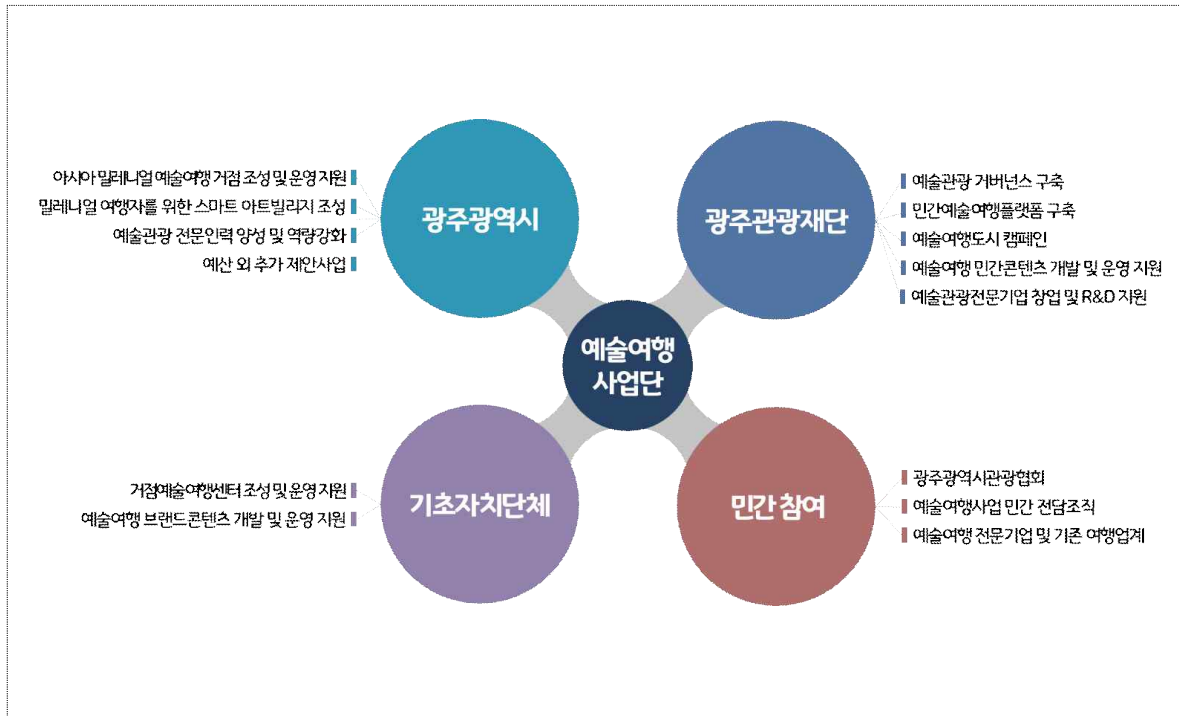 아시아 밀레니얼 예술여행 거점 조성 및 운영 지원
밀레니얼 여행자를 위한 스마트 아트빌리지 조성
예술관광 전문인력 양성 및 역량강화
예산 외 추가 제안사업
광주광역시
광주관광재단
예술관광 거버넌스 구축
민간예술여행플랫폼 구축
예술여행도시 캠페인
예술여행 민간콘텐츠 개발 및 운영 지원
예술관광전문기업 창업 및 R&D 지원
예술여행
사업단
거점예술여행센터 조성 및 운영 지원
예술여행 브랜드콘텐츠 개발 및 운영 지원
기초자치단체
민간 참여
광주광역시관광협회
예술여행사업 민간 전담조직
예술여행 전문기업 및 기존 여행업계